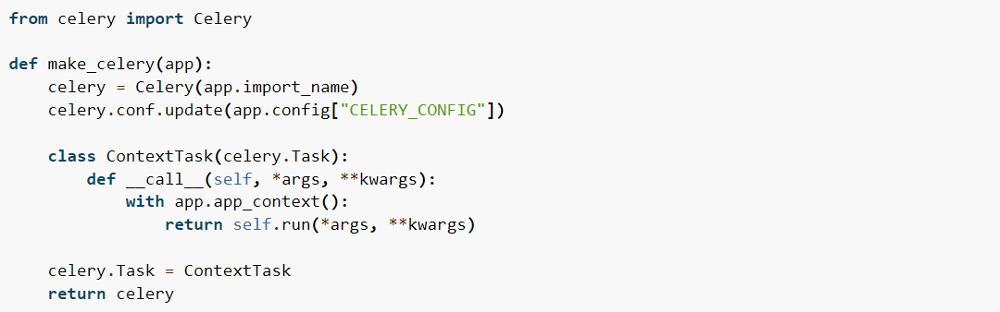 from celery import Celery

def make_celery(app):
    celery = Celery(app.import_name)
    celery.conf.update(app.config["CELERY_CONFIG"])

    class ContextTask(celery.Task):
        def __call__(self, *args, **kwargs):
            with app.app_context():
                return self.run(*args, **kwargs)

    celery.Task = ContextTask
    return celery